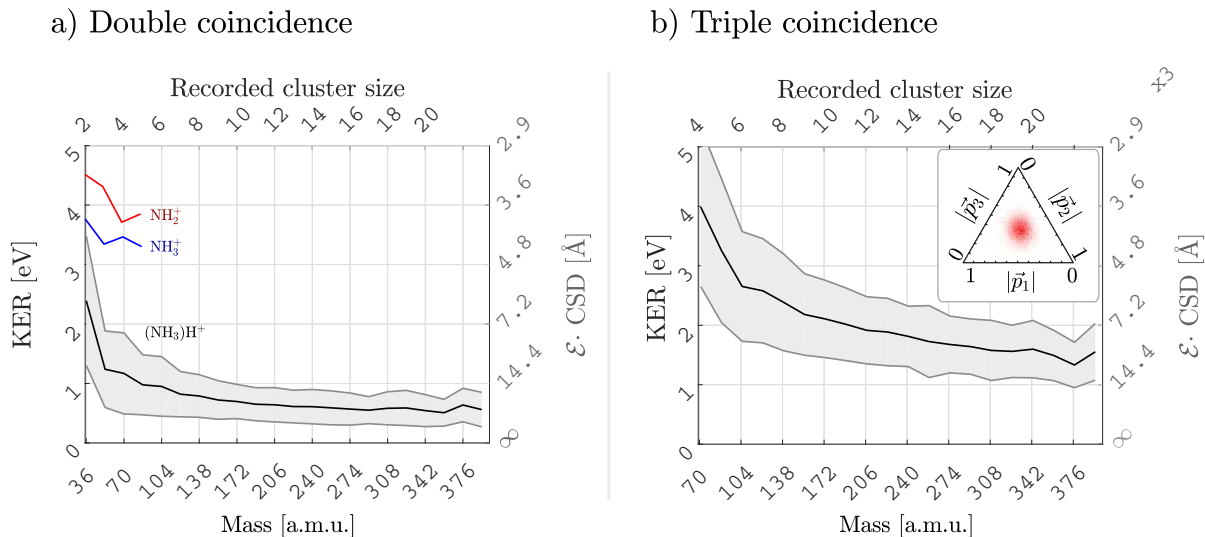 a) Double coincidence
Recorded cluster size
2 4 6 8 10 12 14 16 18 20
KER [eV]
5
4
3
2
1
0
NH₂⁺
NH₃⁺
(NH₃)H⁺
2.9
3.6
4.8
7.2
14.4
∞
ℰ· CSD [Å]
36 70 104 138 172 206 240 274 308 342 376
Mass [a.m.u.]
b) Triple coincidence
x3
Recorded cluster size
4 6 8 10 12 14 16 18 20
KER [eV]
5
4
3
2
1
0
1 0
|p⃗₃| |p⃗₂|
0 1
1 |p⃗₁| 0
2.9
3.6
4.8
7.2
14.4
∞
ℰ· CSD [Å]
70 104 138 172 206 240 274 308 342 376
Mass [a.m.u.]